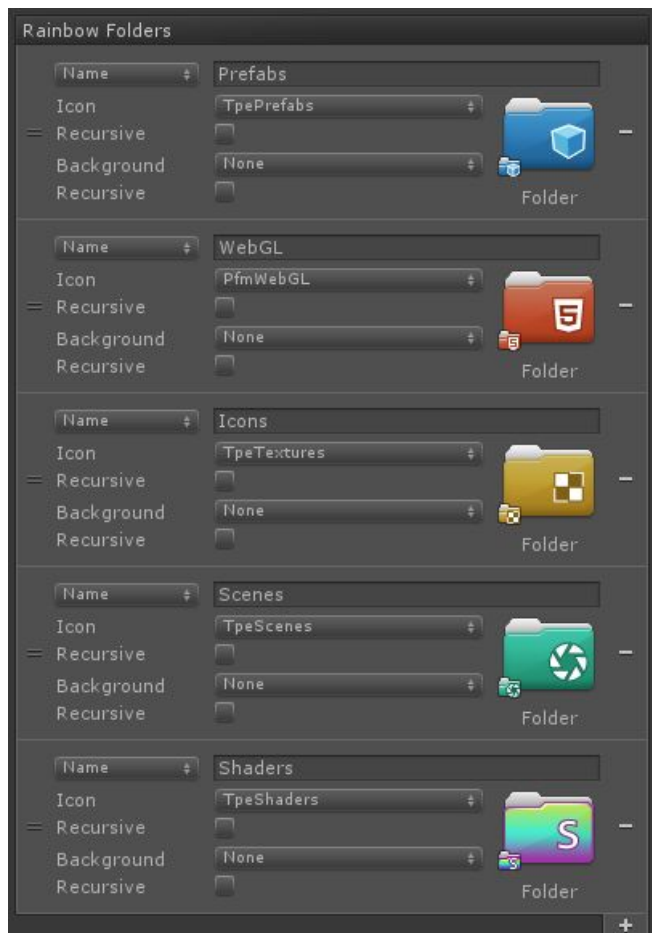 Rainbow Folders
Name Prefabs
Icon TpePrefabs
Recursive
Background None
Recursive
Folder
Name WebGL
Icon PfmWebGL
Recursive
Background None
Recursive
Folder
Name Icons
Icon TpeTextures
Recursive
Background None
Recursive
Folder
Name Scenes
Icon TpeScenes
Recursive
Background None
Recursive
Folder
Name Shaders
Icon TpeShaders
Recursive
S
Background None
Recursive
Folder